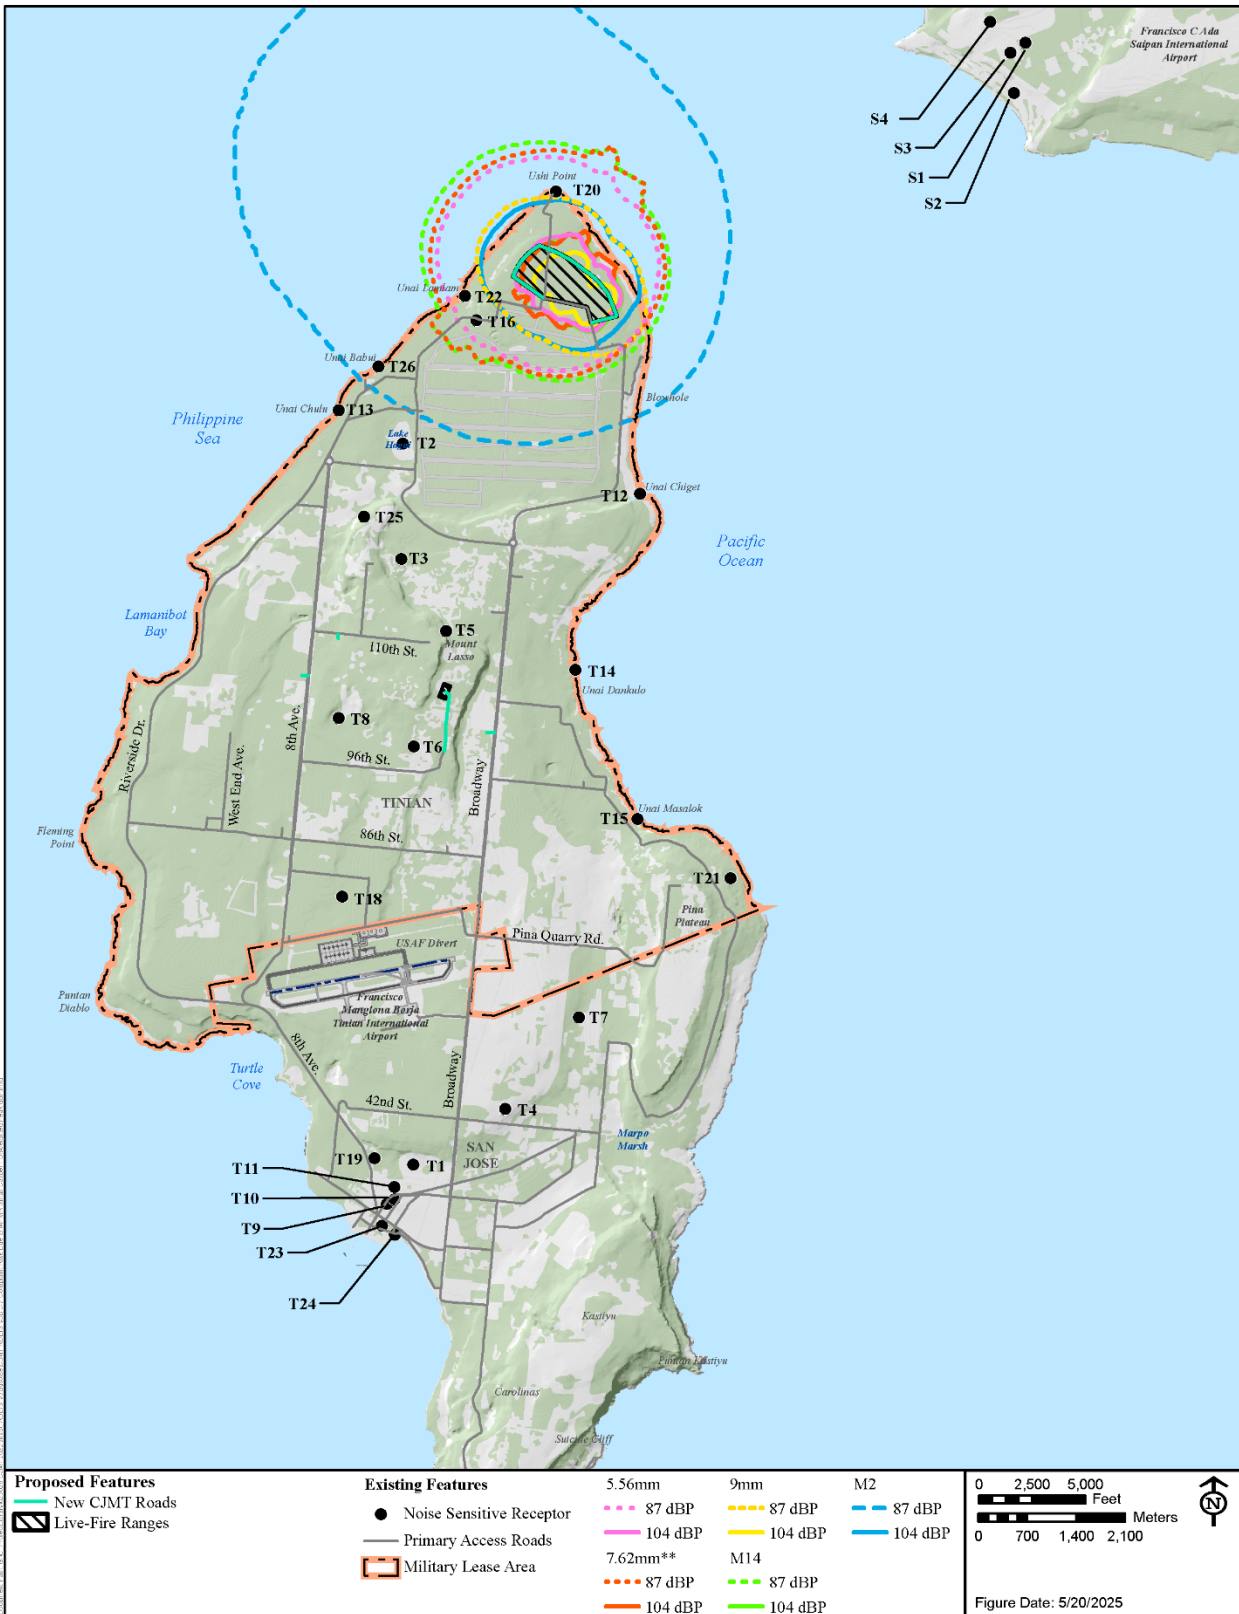 Francisco C Ada
Saipan International
Airport
S4
S3
S1
S2
Ushi Point
T20
Unai Lamlam
T22
T16
Unai Babui
T26
Unai Chulu
T13
Philippine
Sea
Lake
Hagoi
T2
Blowhole
T12
Unai Chiget
T25
T3
Pacific
Ocean
Lamanibot
Bay
T5
Mount
Lasso
110th St.
T14
Unai Dankulo
Riverside Dr.
8th Ave.
T8
T6
96th St.
West End Ave.
TINIAN
Broadway
Unai Masalok
T15
Fleming
Point
86th St.
T21
T18
Pina
Plateau
Pina Quarry Rd.
USAF Divert
Puntan
Diablo
Francisco
Manglona Borja
Tinian International
Airport
T7
8th Ave.
Turtle
Cove
Broadway
42nd St.
T4
Marpo
Marsh
SAN
JOSE
T19
T1
T11
T10
T9
T23
T24
Kastiyu
Puntan Kastiyu
Carolinas
Suicide Cliff
Proposed Features
New CJMT Roads
Live-Fire Ranges
Existing Features
Noise Sensitive Receptor
Primary Access Roads
Military Lease Area
5.56mm
87 dBP
104 dBP
7.62mm**
87 dBP
104 dBP
9mm
87 dBP
104 dBP
M14
87 dBP
104 dBP
M2
87 dBP
104 dBP
0 2,500 5,000
Feet
Meters
0 700 1,400 2,100
N
Figure Date: 5/20/2025